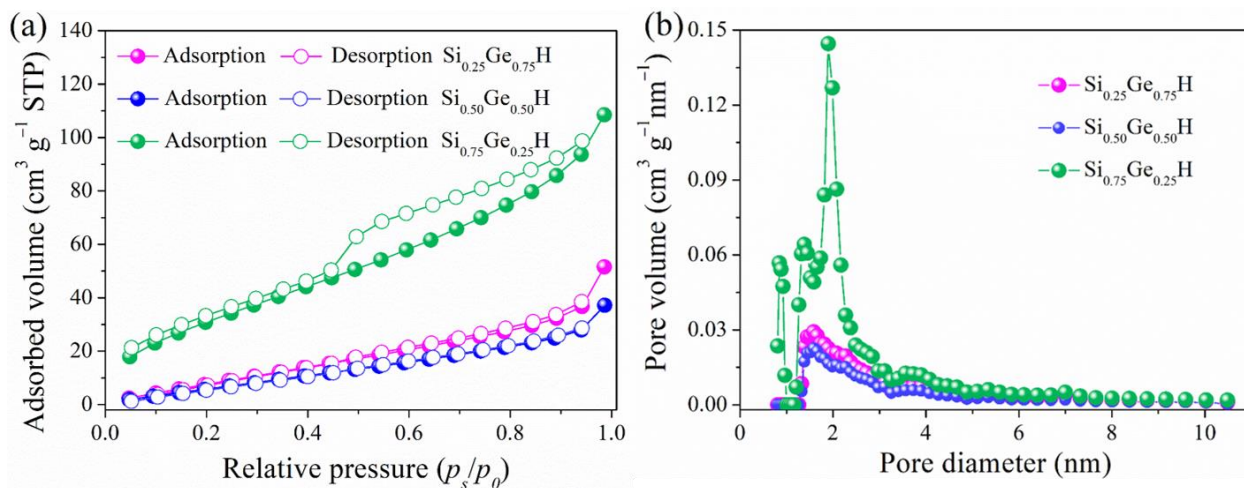 (a)
140
120
100
80
60
40
20
0
Adsorbed volume (cm³ g⁻¹ STP)
Adsorption Desorption Si₀.₂₅Ge₀.₇₅H
Adsorption Desorption Si₀.₅₀Ge₀.₅₀H
Adsorption Desorption Si₀.₇₅Ge₀.₂₅H
0.0 0.2 0.4 0.6 0.8 1.0
Relative pressure (pₛ/p₀)
(b)
0.15
0.12
0.09
0.06
0.03
0.00
Pore volume (cm³ g⁻¹nm⁻¹)
Si₀.₂₅Ge₀.₇₅H
Si₀.₅₀Ge₀.₅₀H
Si₀.₇₅Ge₀.₂₅H
0 2 4 6 8 10
Pore diameter (nm)